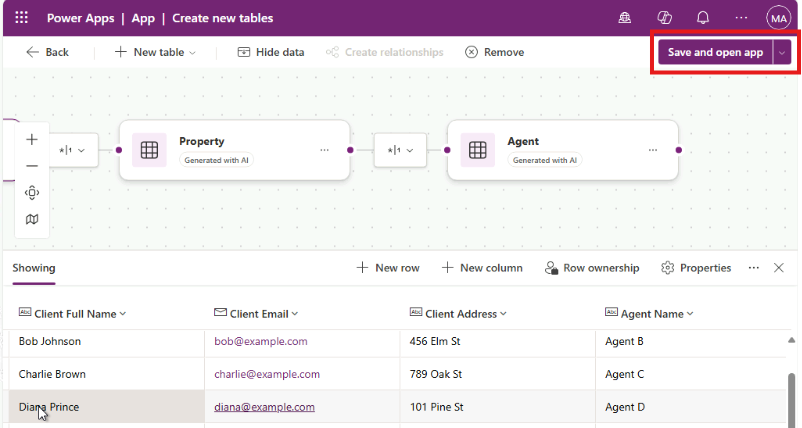 Power Apps | App | Create new tables
MA
Back New table Hide data Create relationships Remove Save and open app
*|1 Property Generated with AI *|1 Agent Generated with AI
Showing New row New column Row ownership Properties
Abc Client Full Name Client Email Abc Client Address Abc Agent Name
Bob Johnson bob@example.com 456 Elm St Agent B
Charlie Brown charlie@example.com 789 Oak St Agent C
Diana Prince diana@example.com 101 Pine St Agent D